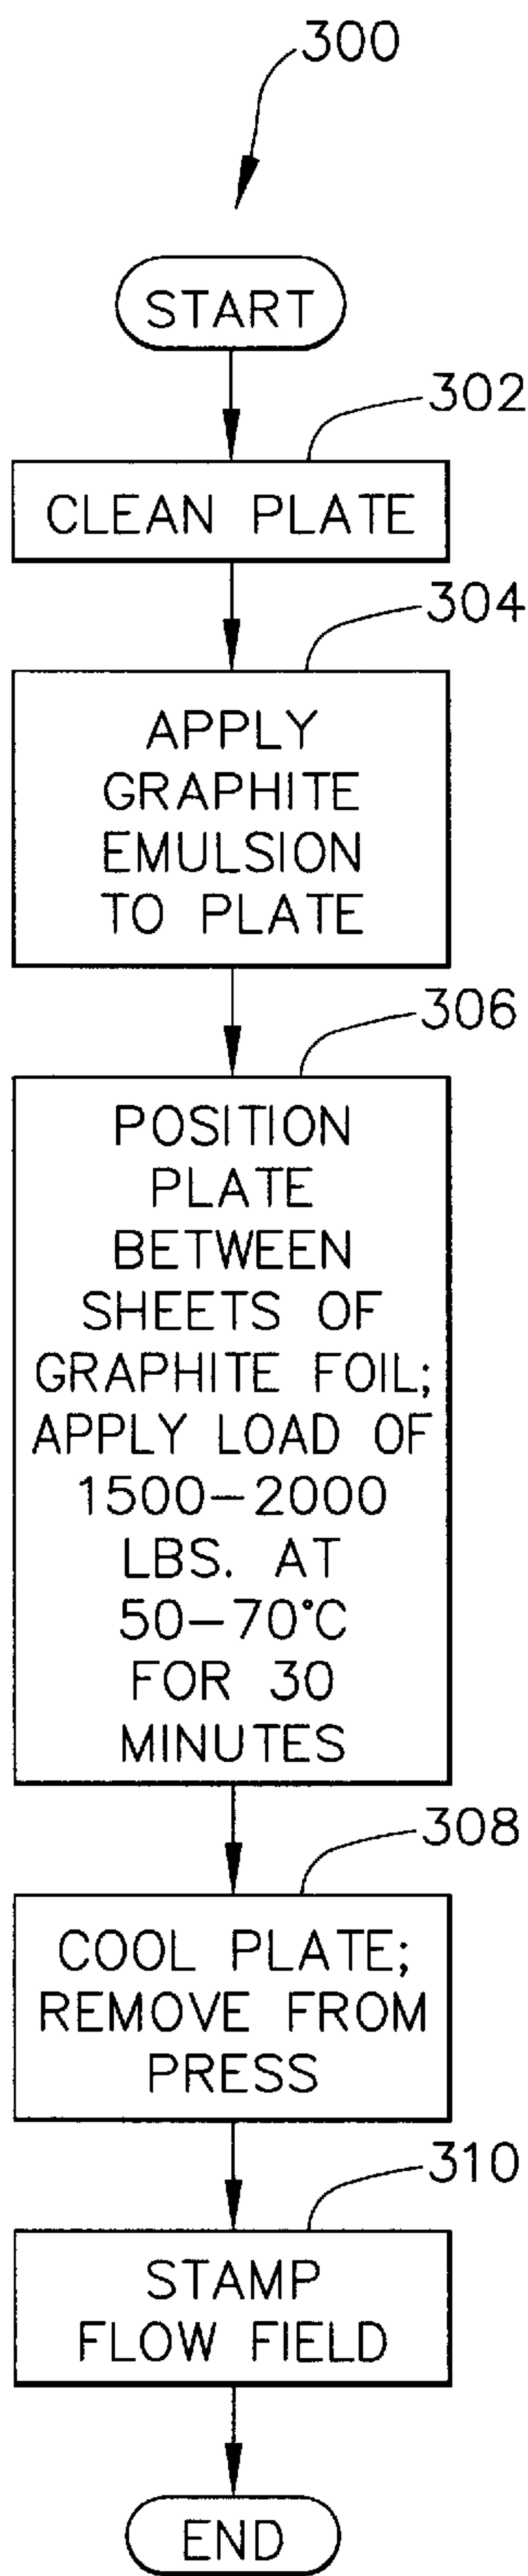 300
START
302
CLEAN PLATE
304
APPLY
GRAPHITE
EMULSION
TO PLATE
306
POSITION
PLATE
BETWEEN
SHEETS OF
GRAPHITE FOIL;
APPLY LOAD OF
1500–2000
LBS. AT
50–70°C
FOR 30
MINUTES
308
COOL PLATE;
REMOVE FROM
PRESS
310
STAMP
FLOW FIELD
END